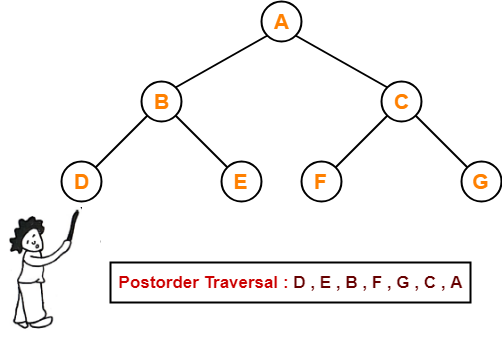 A
B C
D E F G
Postorder Traversal : D , E , B , F , G , C , A